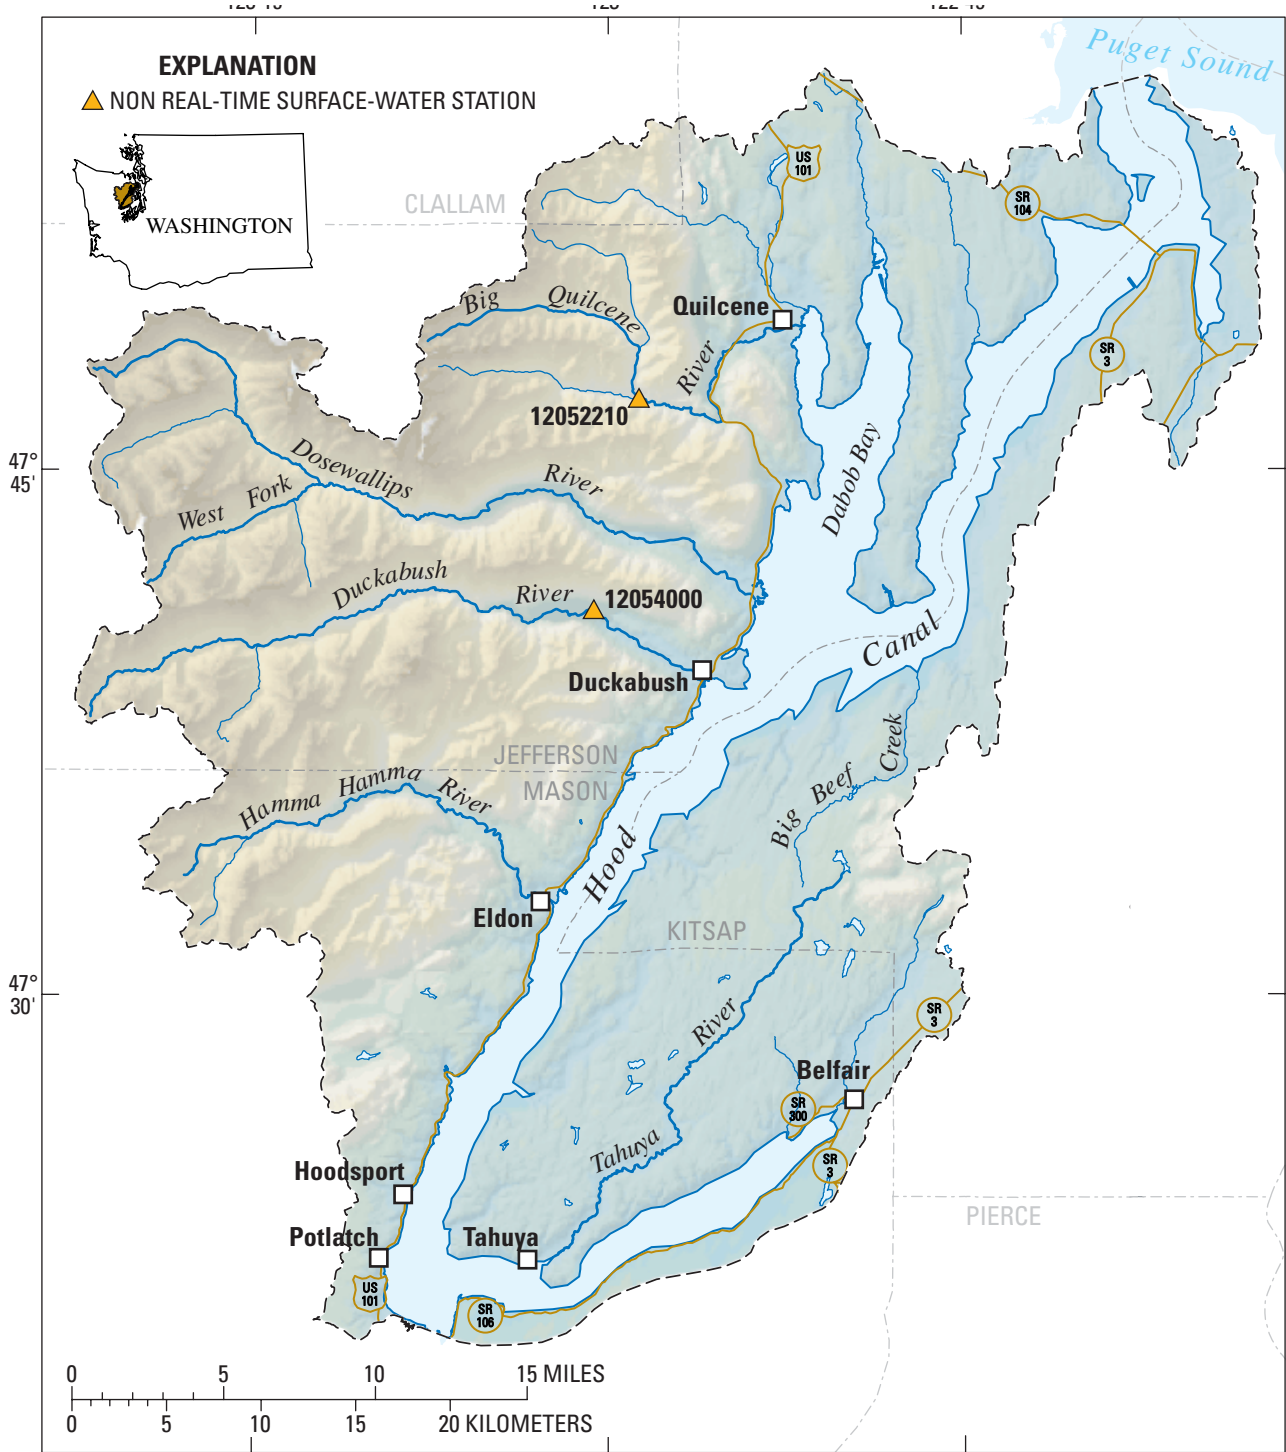 Puget Sound
EXPLANATION
NON REAL-TIME SURFACE-WATER STATION
WASHINGTON
CLALLAM
US
101
SR
104
Big Quilcene River
Quilcene
SR
3
12052210
47°
45'
Dosewallips River
West Fork
Dabob Bay
Duckabush River
12054000
Duckabush
Hood Canal
JEFFERSON
MASON
Hamma Hamma River
Big Beef Creek
Eldon
KITSAP
47°
30'
Tahuya River
SR
3
Belfair
SR
300
SR
3
Hoodsport
Potlatch
Tahuya
PIERCE
US
101
SR
106
0 5 10 15 MILES
0 5 10 15 20 KILOMETERS